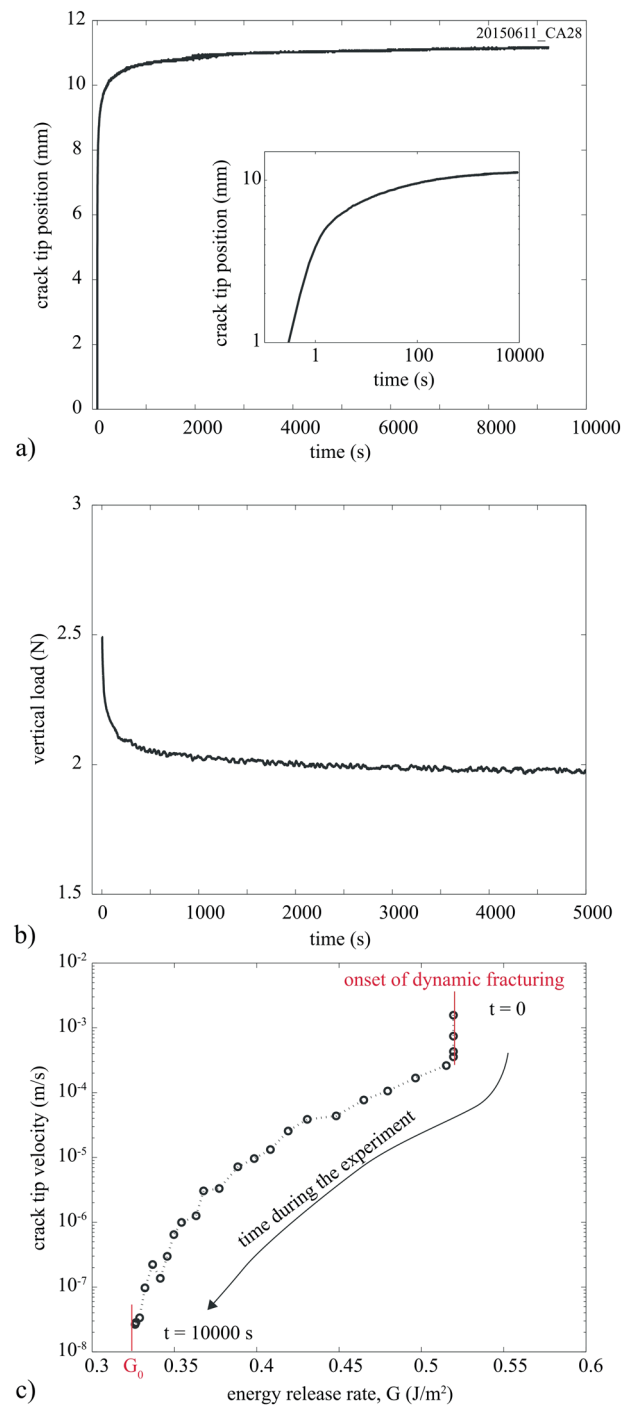 20150611_CA28
12
10
8
6
4
2
0
crack tip position (mm)
0
2000
4000
6000
8000
10000
time (s)
10
1
crack tip position (mm)
1
100
10000
time (s)
a)
3
2.5
2
1.5
vertical load (N)
0
1000
2000
3000
4000
5000
time (s)
b)
10⁻²
10⁻³
10⁻⁴
10⁻⁵
10⁻⁶
10⁻⁷
10⁻⁸
crack tip velocity (m/s)
onset of dynamic fracturing
t = 0
time during the experiment
t = 10000 s
0.3
G₀
0.35
0.4
0.45
0.5
0.55
0.6
energy release rate, G (J/m²)
c)